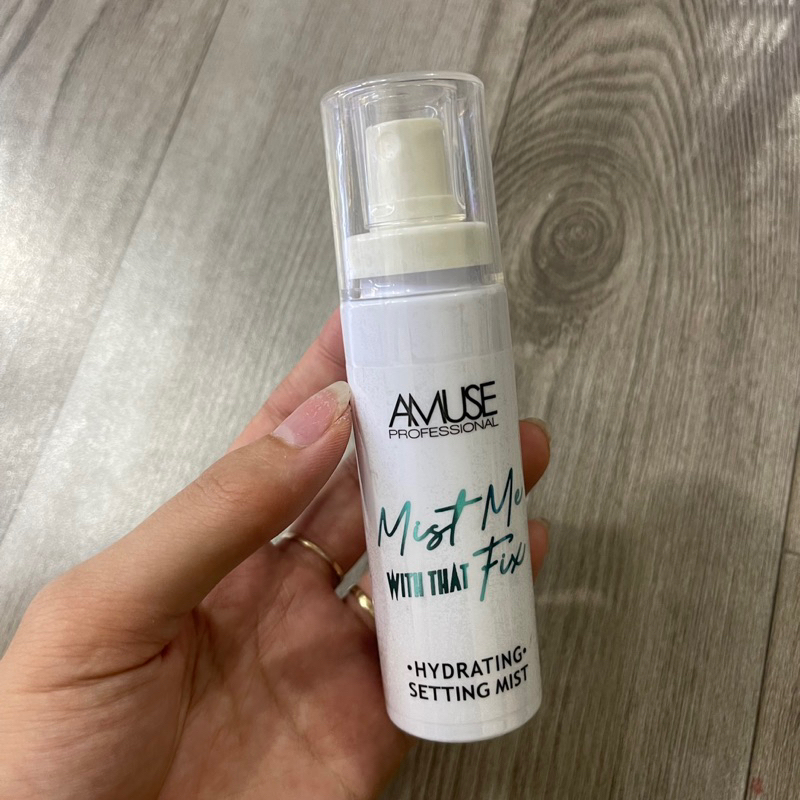 AMUSE
PROFESSIONAL
Mist Me
WITH THAT Fix
•HYDRATING•
SETTING MIST